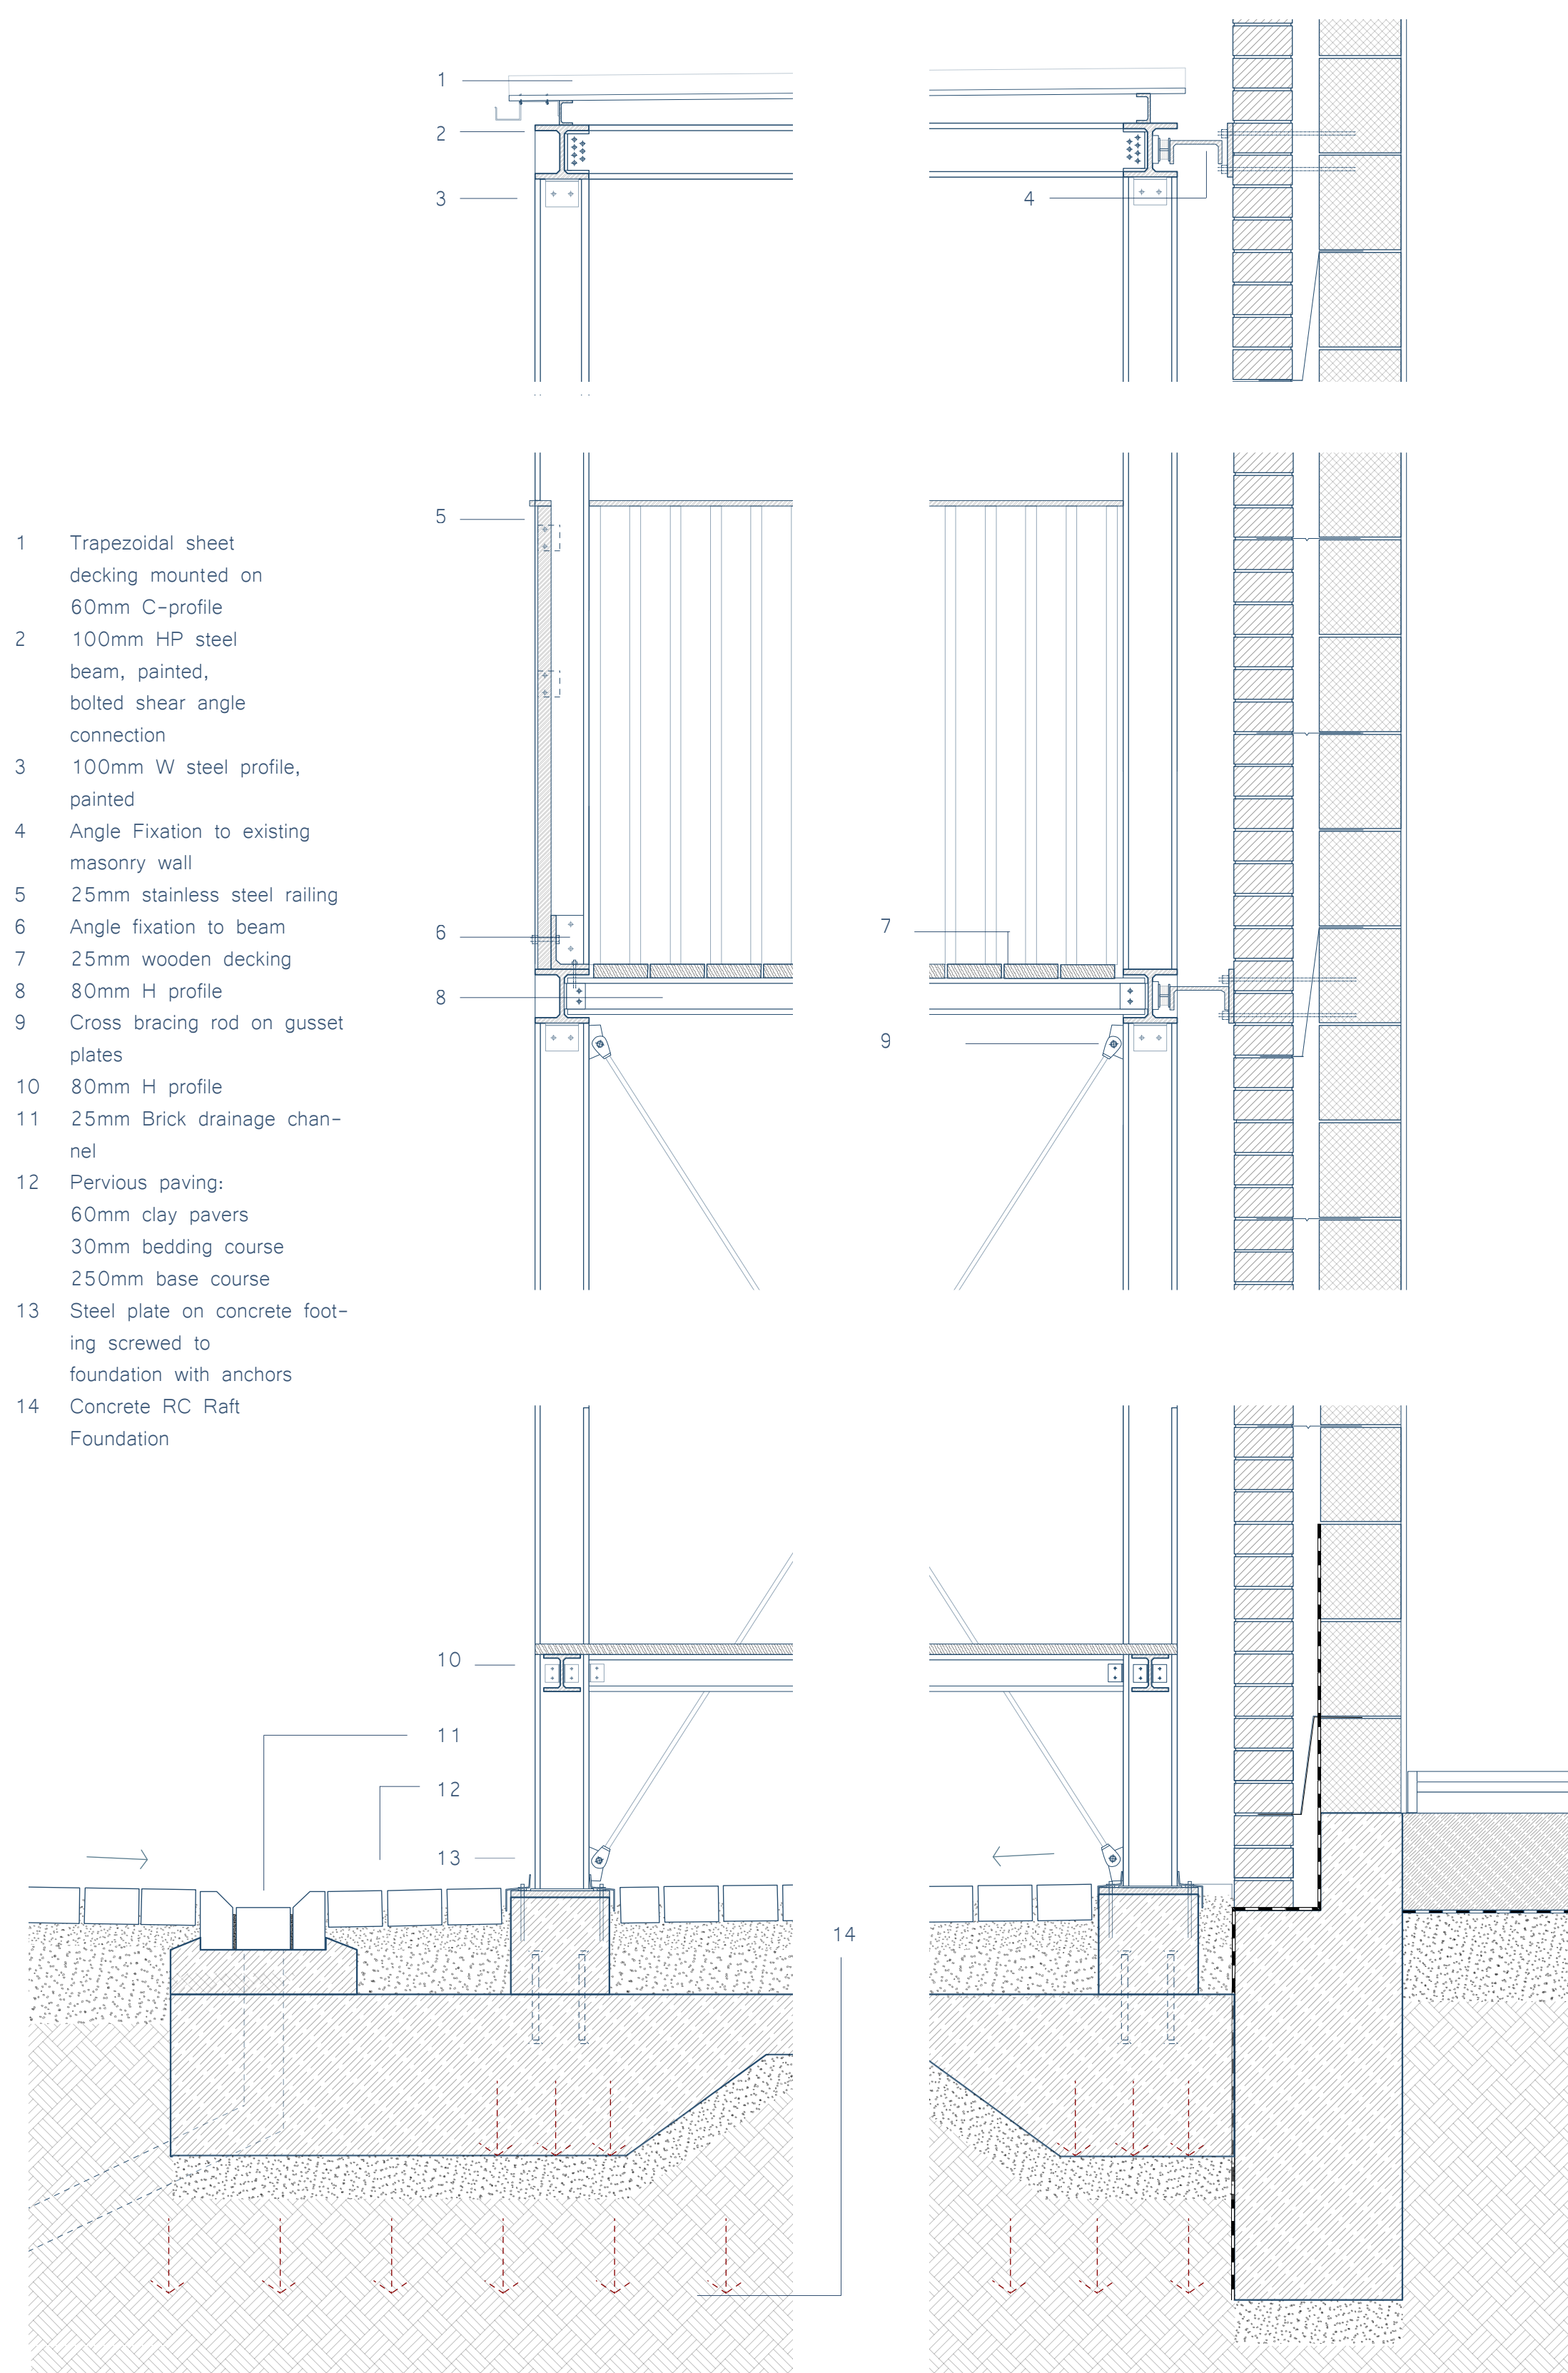 1
2
3
4
5
1 Trapezoidal sheet
decking mounted on
60mm C-profile
2 100mm HP steel
beam, painted,
bolted shear angle
connection
3 100mm W steel profile,
painted
4 Angle Fixation to existing
masonry wall
5 25mm stainless steel railing
6 Angle fixation to beam
7 25mm wooden decking
8 80mm H profile
9 Cross bracing rod on gusset
plates
10 80mm H profile
11 25mm Brick drainage chan-
nel
12 Pervious paving:
60mm clay pavers
30mm bedding course
250mm base course
13 Steel plate on concrete foot-
ing screwed to
foundation with anchors
14 Concrete RC Raft
Foundation
6
7
8
9
10
11
12
13
14